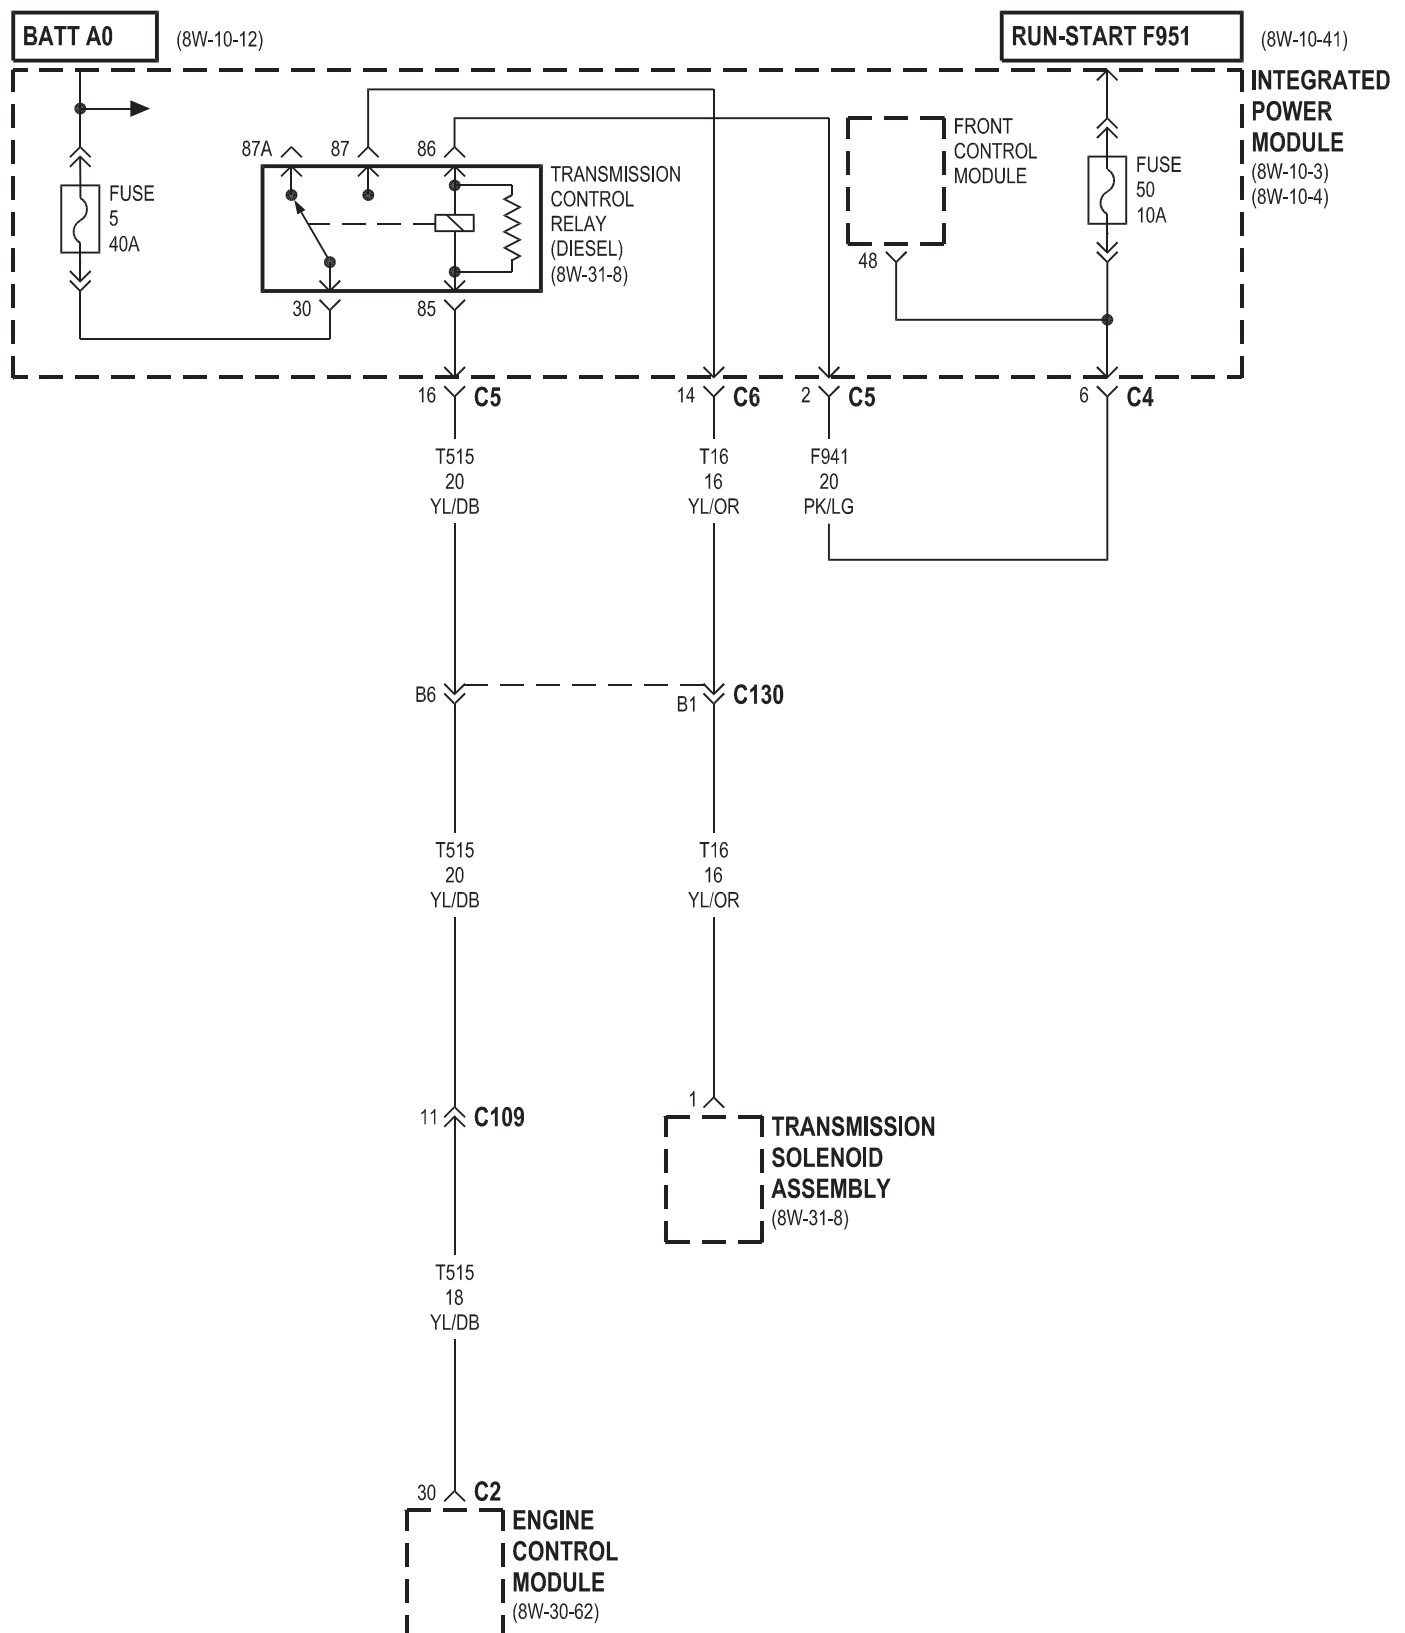 BATT A0
(8W-10-12)
RUN-START F951
(8W-10-41)
INTEGRATED
POWER
MODULE
(8W-10-3)
(8W-10-4)
FUSE
5
40A
87A
87
86
TRANSMISSION
CONTROL
RELAY
(DIESEL)
(8W-31-8)
30
85
FRONT
CONTROL
MODULE
48
FUSE
50
10A
16
C5
14
C6
2
C5
6
C4
T515
20
YL/DB
T16
16
YL/OR
F941
20
PK/LG
B6
B1
C130
T515
20
YL/DB
T16
16
YL/OR
11
C109
1
TRANSMISSION
SOLENOID
ASSEMBLY
(8W-31-8)
T515
18
YL/DB
30
C2
ENGINE
CONTROL
MODULE
(8W-30-62)